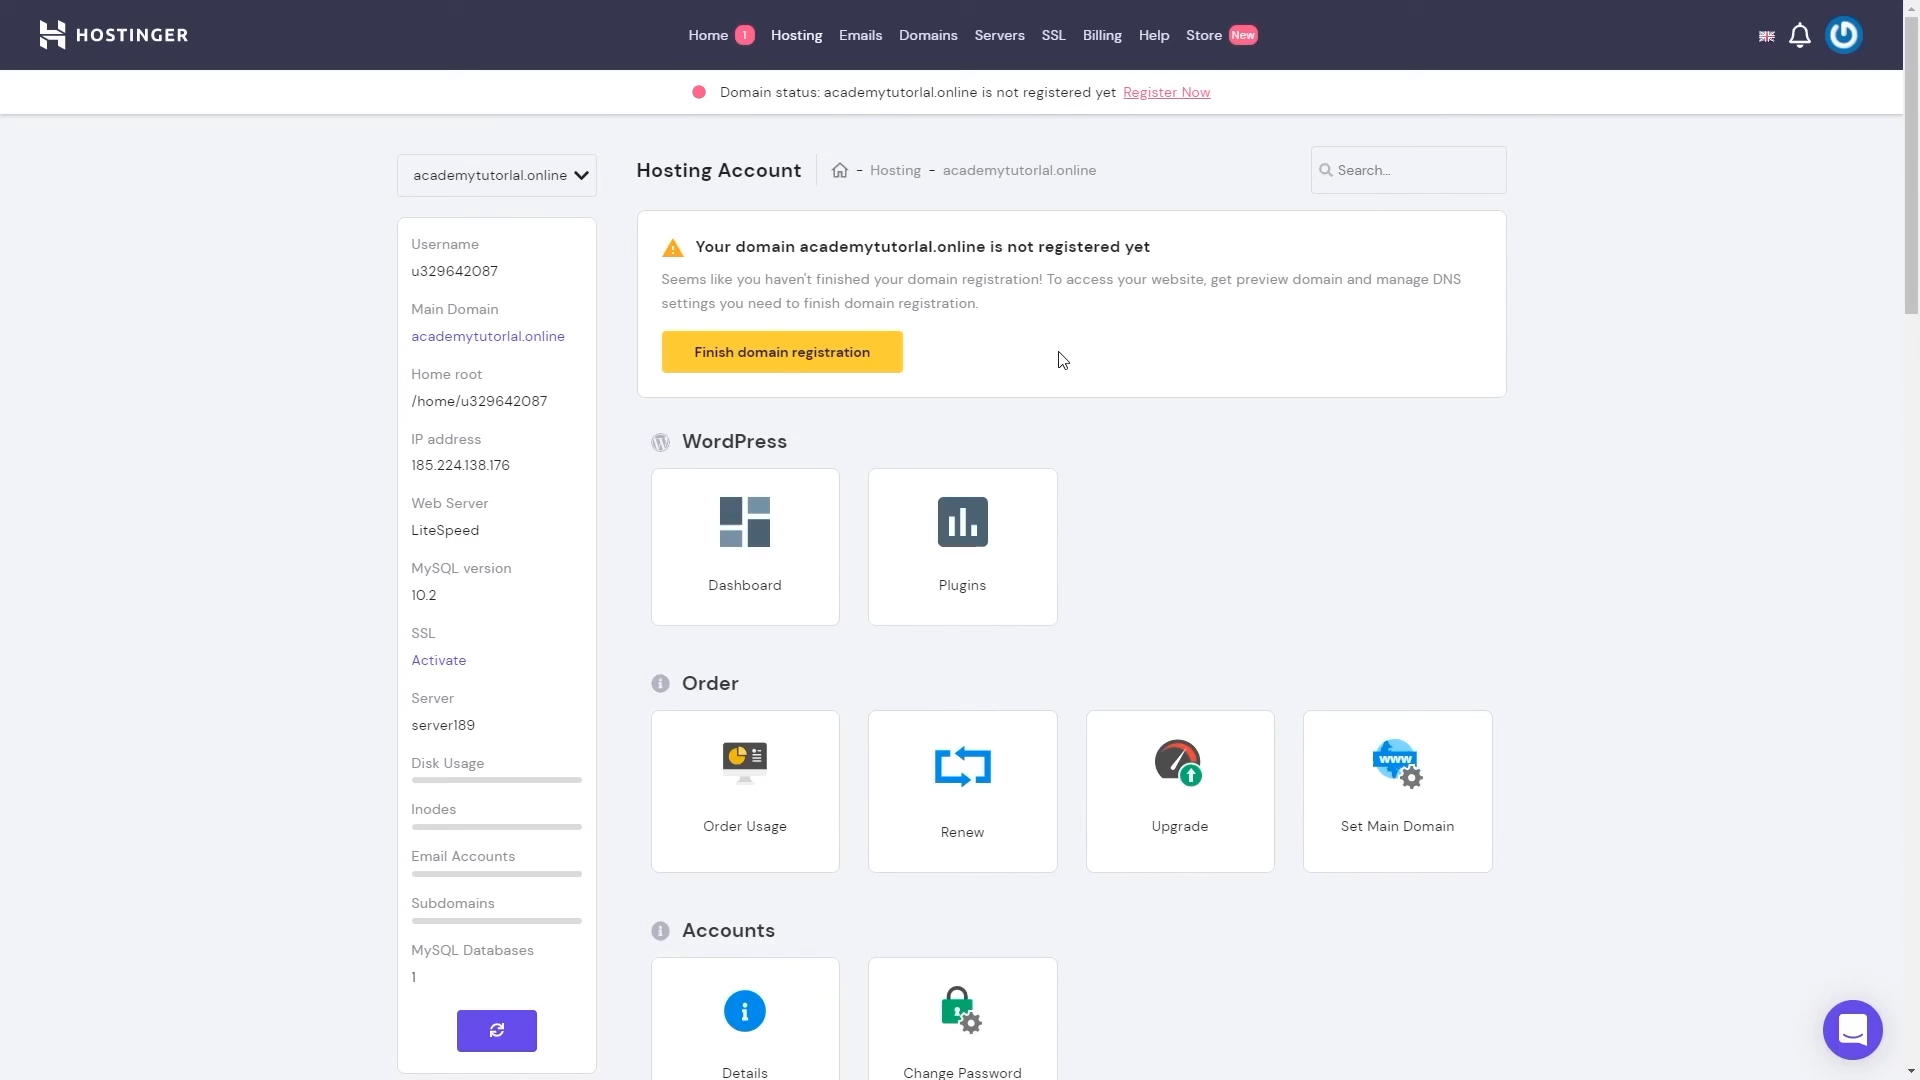 HOSTINGER
Home 1 Hosting Emails Domains Servers SSL Billing Help Store New
Domain status: academytutorlal.online is not registered yet Register Now
academytutorlal.online
Hosting Account - Hosting - academytutorlal.online
Search...
Username
u329642087
Main Domain
academytutorlal.online
Home root
/home/u329642087
IP address
185.224.138.176
Web Server
LiteSpeed
MySQL version
10.2
SSL
Activate
Server
server189
Disk Usage
Inodes
Email Accounts
Subdomains
MySQL Databases
1
Your domain academytutorlal.online is not registered yet
Seems like you haven't finished your domain registration! To access your website, get preview domain and manage DNS
settings you need to finish domain registration.
Finish domain registration
WordPress
Dashboard
Plugins
Order
Order Usage
Renew
Upgrade
www
Set Main Domain
Accounts
Details
Change Password